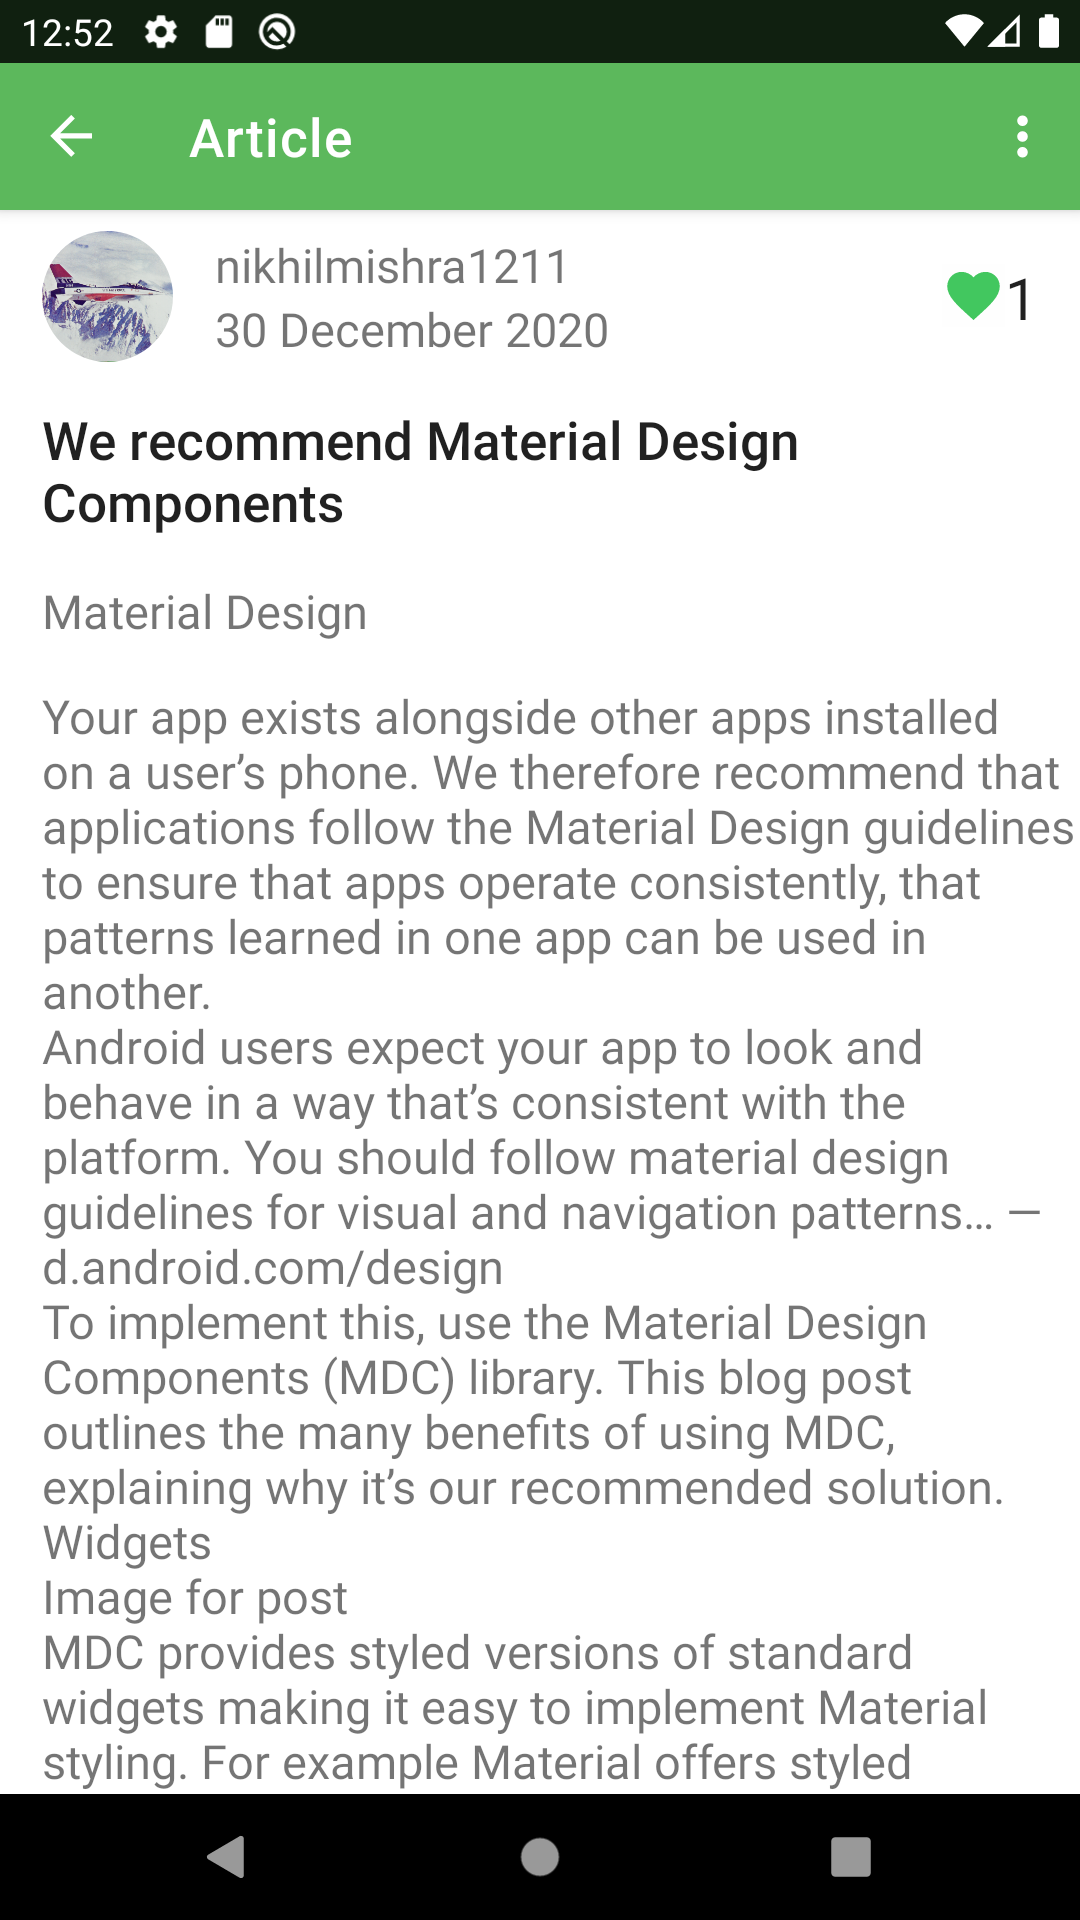 12:52
Article
nikhilmishra1211
30 December 2020
1
We recommend Material Design
Components
Material Design
Your app exists alongside other apps installed
on a user’s phone. We therefore recommend that
applications follow the Material Design guidelines
to ensure that apps operate consistently, that
patterns learned in one app can be used in
another.
Android users expect your app to look and
behave in a way that’s consistent with the
platform. You should follow material design
guidelines for visual and navigation patterns… —
d.android.com/design
To implement this, use the Material Design
Components (MDC) library. This blog post
outlines the many benefits of using MDC,
explaining why it’s our recommended solution.
Widgets
Image for post
MDC provides styled versions of standard
widgets making it easy to implement Material
styling. For example Material offers styled